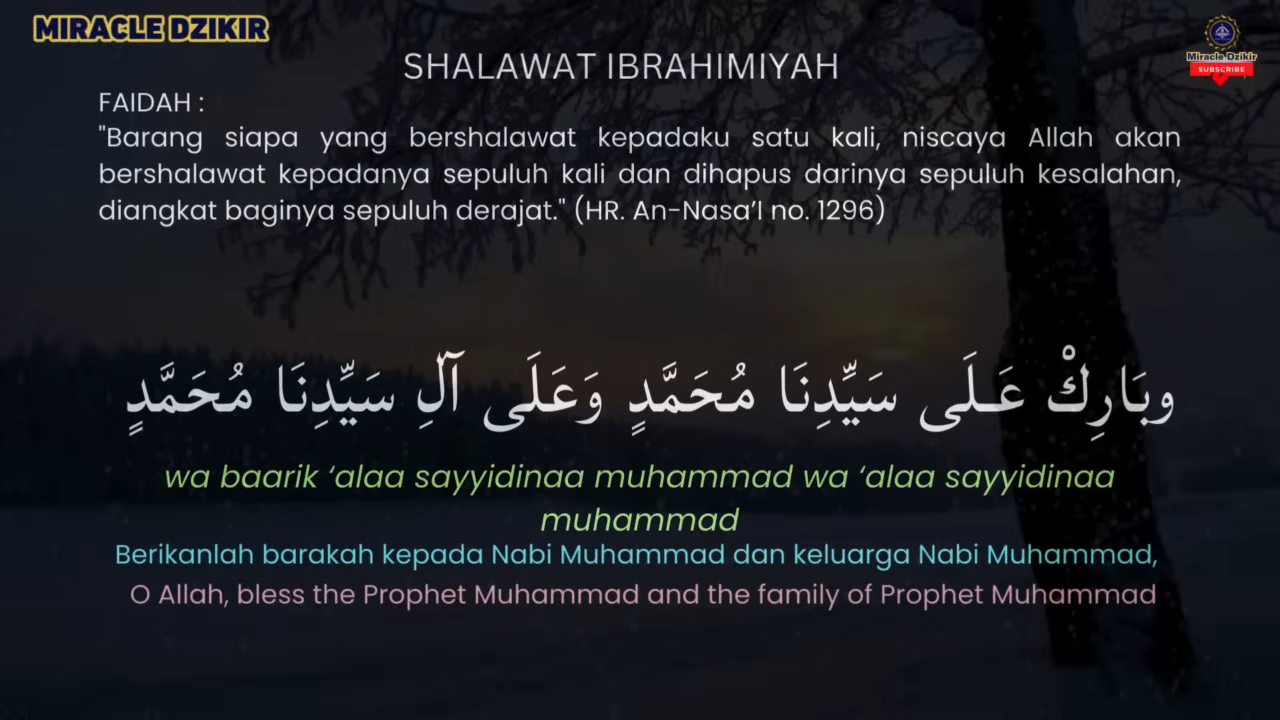 MIRACLE DZIKIR
Miracle Dzikir
SUBSCRIBE
SHALAWAT IBRAHIMIYAH
FAIDAH :
"Barang siapa yang bershalawat kepadaku satu kali, niscaya Allah akan
bershalawat kepadanya sepuluh kali dan dihapus darinya sepuluh kesalahan,
diangkat baginya sepuluh derajat." (HR. An-Nasa’I no. 1296)
وبَارِكْ عَـلَى سَيِّدِنَا مُحَمَّدٍ وَعَلَى آلِ سَيِّدِنَا مُحَمَّدٍ
wa baarik ‘alaa sayyidinaa muhammad wa ‘alaa sayyidinaa
muhammad
Berikanlah barakah kepada Nabi Muhammad dan keluarga Nabi Muhammad,
O Allah, bless the Prophet Muhammad and the family of Prophet Muhammad